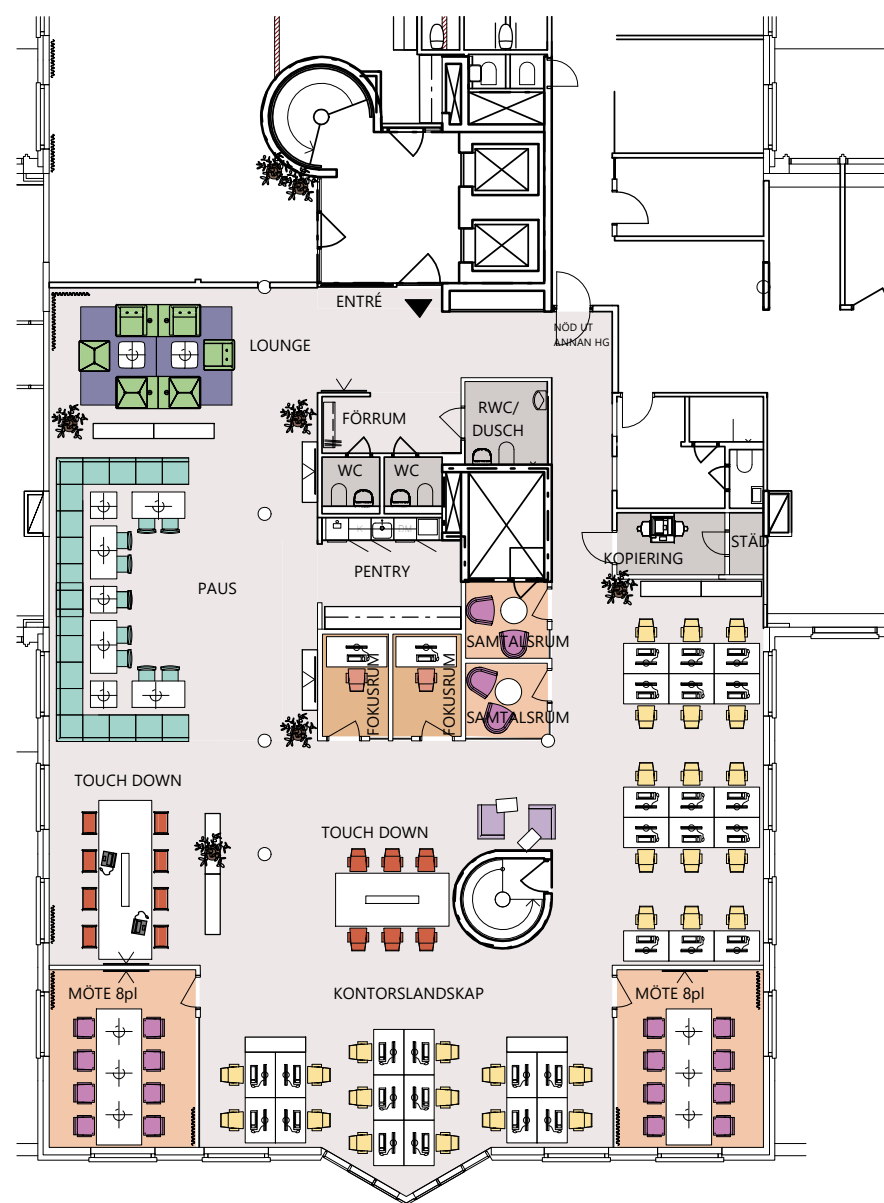 ENTRÉ
NÖD UT
ANNAN HG
LOUNGE
FÖRRUM
RWC/
DUSCH
WC
WC
KOPIERING
STÄD
PENTRY
PAUS
SAMTALSRUM
FOKUSRUM
FOKUSRUM
SAMTALSRUM
TOUCH DOWN
TOUCH DOWN
MÖTE 8pl
KONTORSLANDSKAP
MÖTE 8pl